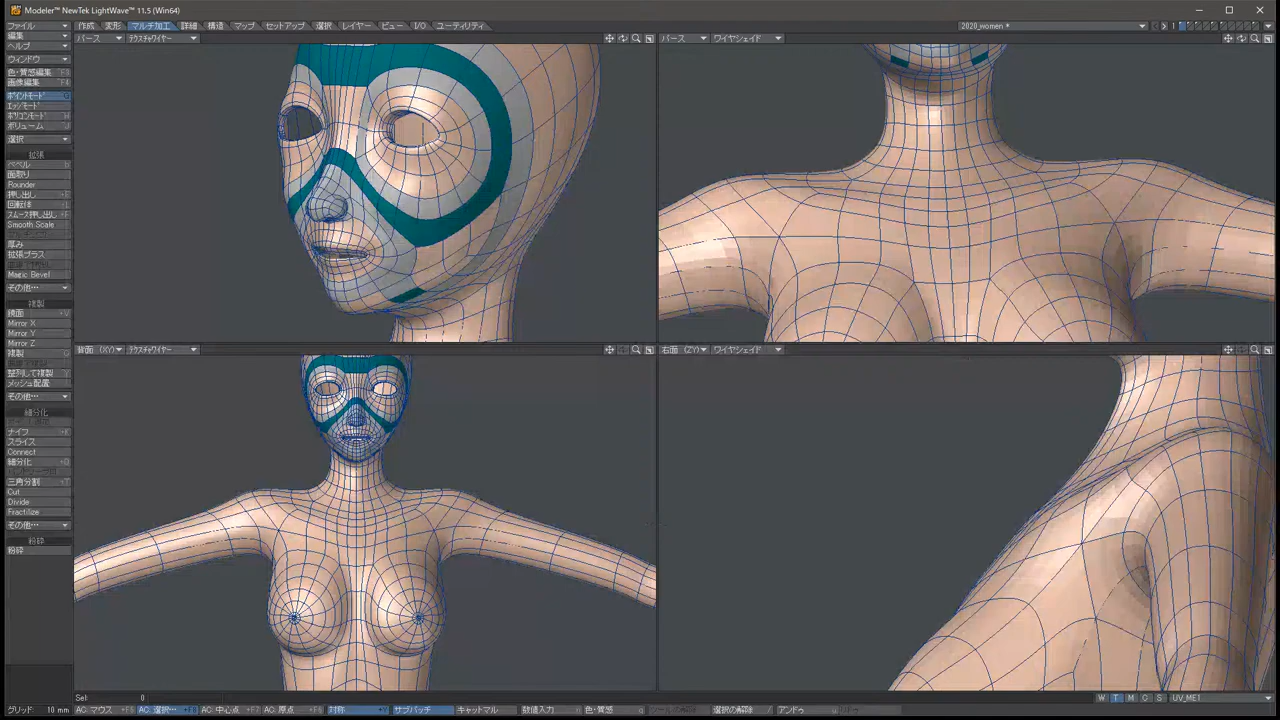 Modeler™ NewTek LightWave™ 11.5 (Win64)
ファイル 作成 変形 マルチ加工 詳細 構造 マップ セットアップ 選択 レイヤー ビュー I/O ユーティリティ 2020_women *
編集 パース テクスチャワイヤー パース ワイヤシェイド
ヘルプ
ウィンドウ
色・質感編集
画像編集
ポイントモード
エッジモード
ポリゴンモード
ボリューム
選択
拡張
ベベル b
面取り
Rounder
押し出し
回転体
スムース押し出し
Smooth Scale
厚み
拡張プラス
Magic Bevel
その他…
複製
鏡面
Mirror X
Mirror Y
Mirror Z
背面 (XY) テクスチャワイヤー 右面 (ZY) ワイヤシェイド
複製
整列して複製
メッシュ配置
その他…
細分化
ナイフ
スライス
Connect
細分化
三角分割
Cut
Divide
Fractilize
その他…
粉砕
粉砕
Sel: 0 W T M C S UV_ME1
グリッド: 10 mm AC: マウス AC: 選択… AC: 中心点 AC: 原点 対称 サブパッチ キャットマル 数値入力 n 色・質感 q 選択の解除 / アンドゥ u